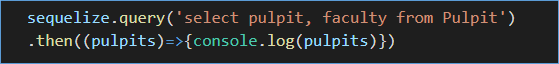 sequelize.query('select pulpit, faculty from Pulpit')
.then((pulpits)=>{console.log(pulpits)})